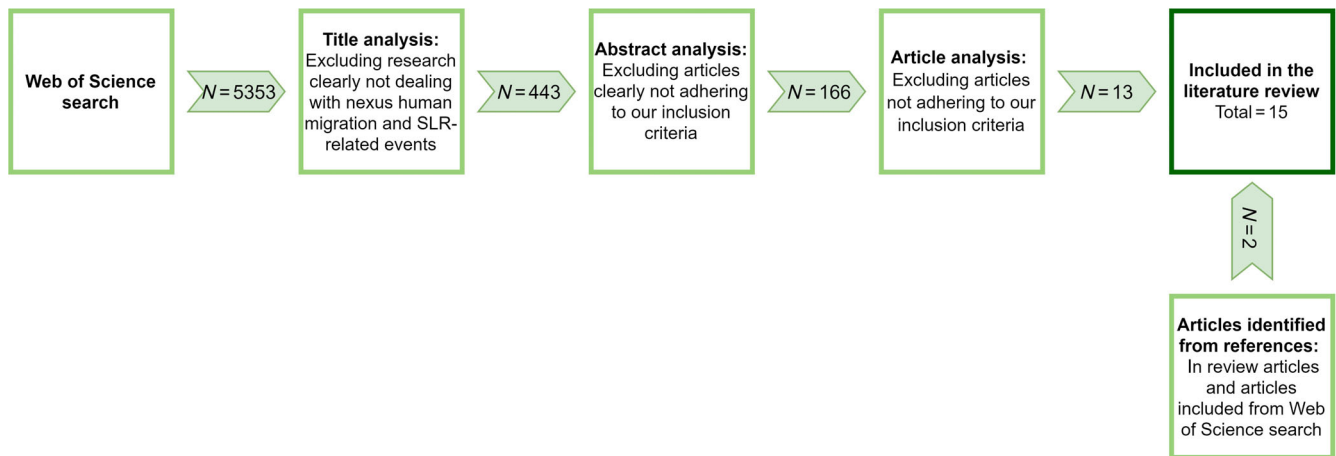 Web of Science
search
N = 5353
Title analysis:
Excluding research
clearly not dealing
with nexus human
migration and SLR-
related events
N = 443
Abstract analysis:
Excluding articles
clearly not adhering
to our inclusion
criteria
N = 166
Article analysis:
Excluding articles
not adhering to our
inclusion criteria
N = 13
Included in the
literature review
Total = 15
N = 2
Articles identified
from references:
In review articles
and articles
included from Web
of Science search